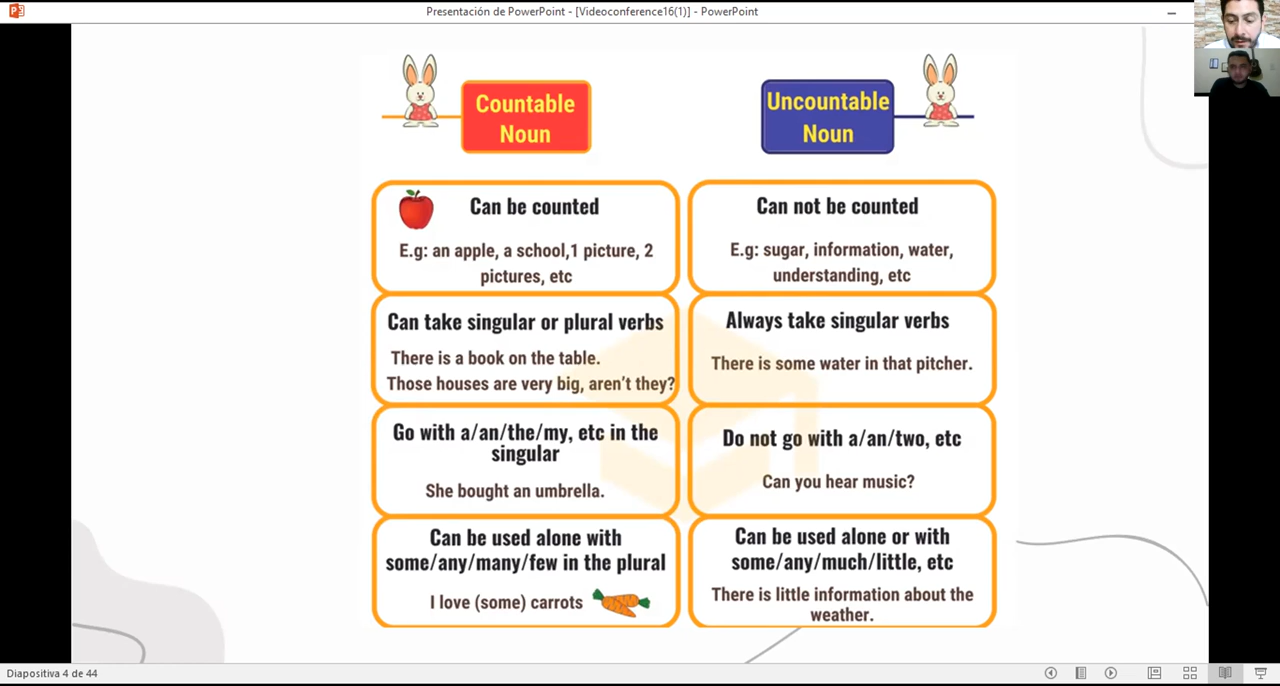 Presentación de PowerPoint - [Videoconference16(1)] - PowerPoint
Countable
Noun
Uncountable
Noun
Can be counted
E.g: an apple, a school,1 picture, 2
pictures, etc
Can not be counted
E.g: sugar, information, water,
understanding, etc
Can take singular or plural verbs
There is a book on the table.
Those houses are very big, aren't they?
Always take singular verbs
There is some water in that pitcher.
Go with a/an/the/my, etc in the
singular
She bought an umbrella.
Do not go with a/an/two, etc
Can you hear music?
Can be used alone with
some/any/many/few in the plural
I love (some) carrots
Can be used alone or with
some/any/much/little, etc
There is little information about the
weather.
Diapositiva 4 de 44